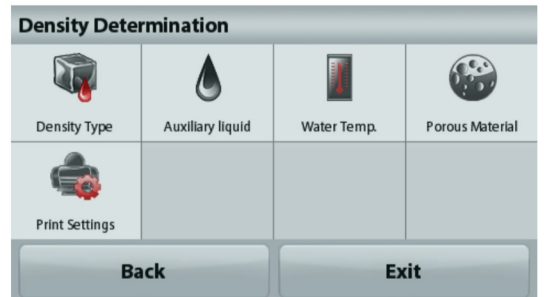 Density Determination
Density Type
Auxiliary liquid
Water Temp.
Porous Material
Print Settings
Back
Exit